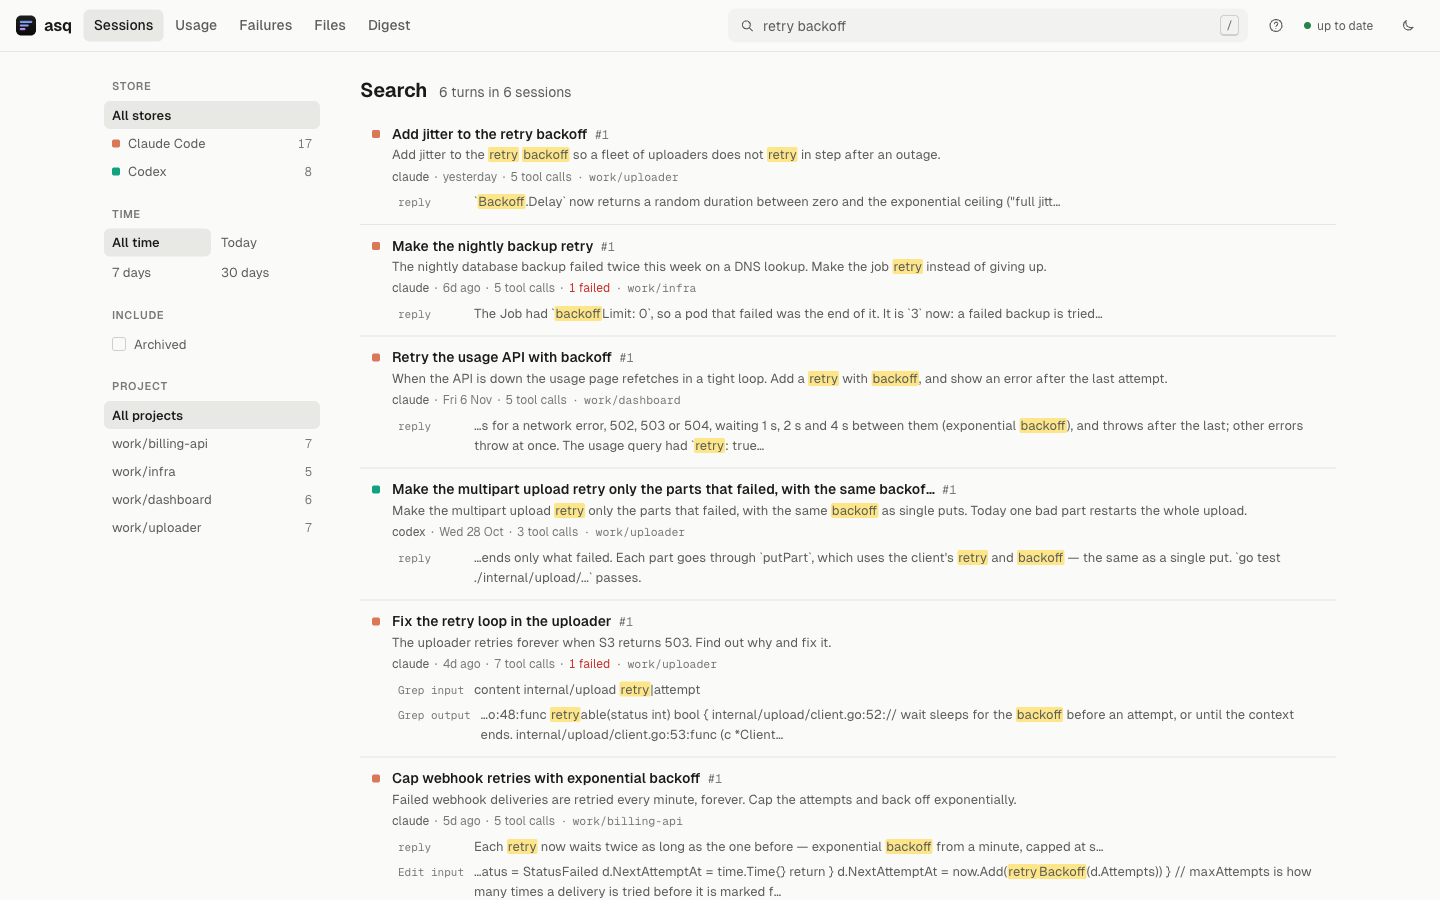 asq Sessions Usage Failures Files Digest retry backoff / up to date
STORE
All stores
Claude Code 17
Codex 8
TIME
All time Today
7 days 30 days
INCLUDE
Archived
PROJECT
All projects
work/billing-api 7
work/infra 5
work/dashboard 6
work/uploader 7
Search 6 turns in 6 sessions
Add jitter to the retry backoff #1
Add jitter to the retry backoff so a fleet of uploaders does not retry in step after an outage.
claude · yesterday · 5 tool calls · work/uploader
reply `Backoff.Delay` now returns a random duration between zero and the exponential ceiling ("full jitt…
Make the nightly backup retry #1
The nightly database backup failed twice this week on a DNS lookup. Make the job retry instead of giving up.
claude · 6d ago · 5 tool calls · 1 failed · work/infra
reply The Job had `backoffLimit: 0`, so a pod that failed was the end of it. It is `3` now: a failed backup is tried…
Retry the usage API with backoff #1
When the API is down the usage page refetches in a tight loop. Add a retry with backoff, and show an error after the last attempt.
claude · Fri 6 Nov · 5 tool calls · work/dashboard
reply …s for a network error, 502, 503 or 504, waiting 1 s, 2 s and 4 s between them (exponential backoff), and throws after the last; other errors
throw at once. The usage query had `retry: true…
Make the multipart upload retry only the parts that failed, with the same backof… #1
Make the multipart upload retry only the parts that failed, with the same backoff as single puts. Today one bad part restarts the whole upload.
codex · Wed 28 Oct · 3 tool calls · work/uploader
reply …ends only what failed. Each part goes through `putPart`, which uses the client's retry and backoff — the same as a single put. `go test
./internal/upload/...` passes.
Fix the retry loop in the uploader #1
The uploader retries forever when S3 returns 503. Find out why and fix it.
claude · 4d ago · 7 tool calls · 1 failed · work/uploader
Grep input content internal/upload retry|attempt
Grep output …o:48:func retryable(status int) bool { internal/upload/client.go:52:// wait sleeps for the backoff before an attempt, or until the context
ends. internal/upload/client.go:53:func (c *Client…
Cap webhook retries with exponential backoff #1
Failed webhook deliveries are retried every minute, forever. Cap the attempts and back off exponentially.
claude · 5d ago · 5 tool calls · work/billing-api
reply Each retry now waits twice as long as the one before — exponential backoff from a minute, capped at s…
Edit input …atus = StatusFailed d.NextAttemptAt = time.Time{} return } d.NextAttemptAt = now.Add(retryBackoff(d.Attempts)) } // maxAttempts is how
many times a delivery is tried before it is marked f…